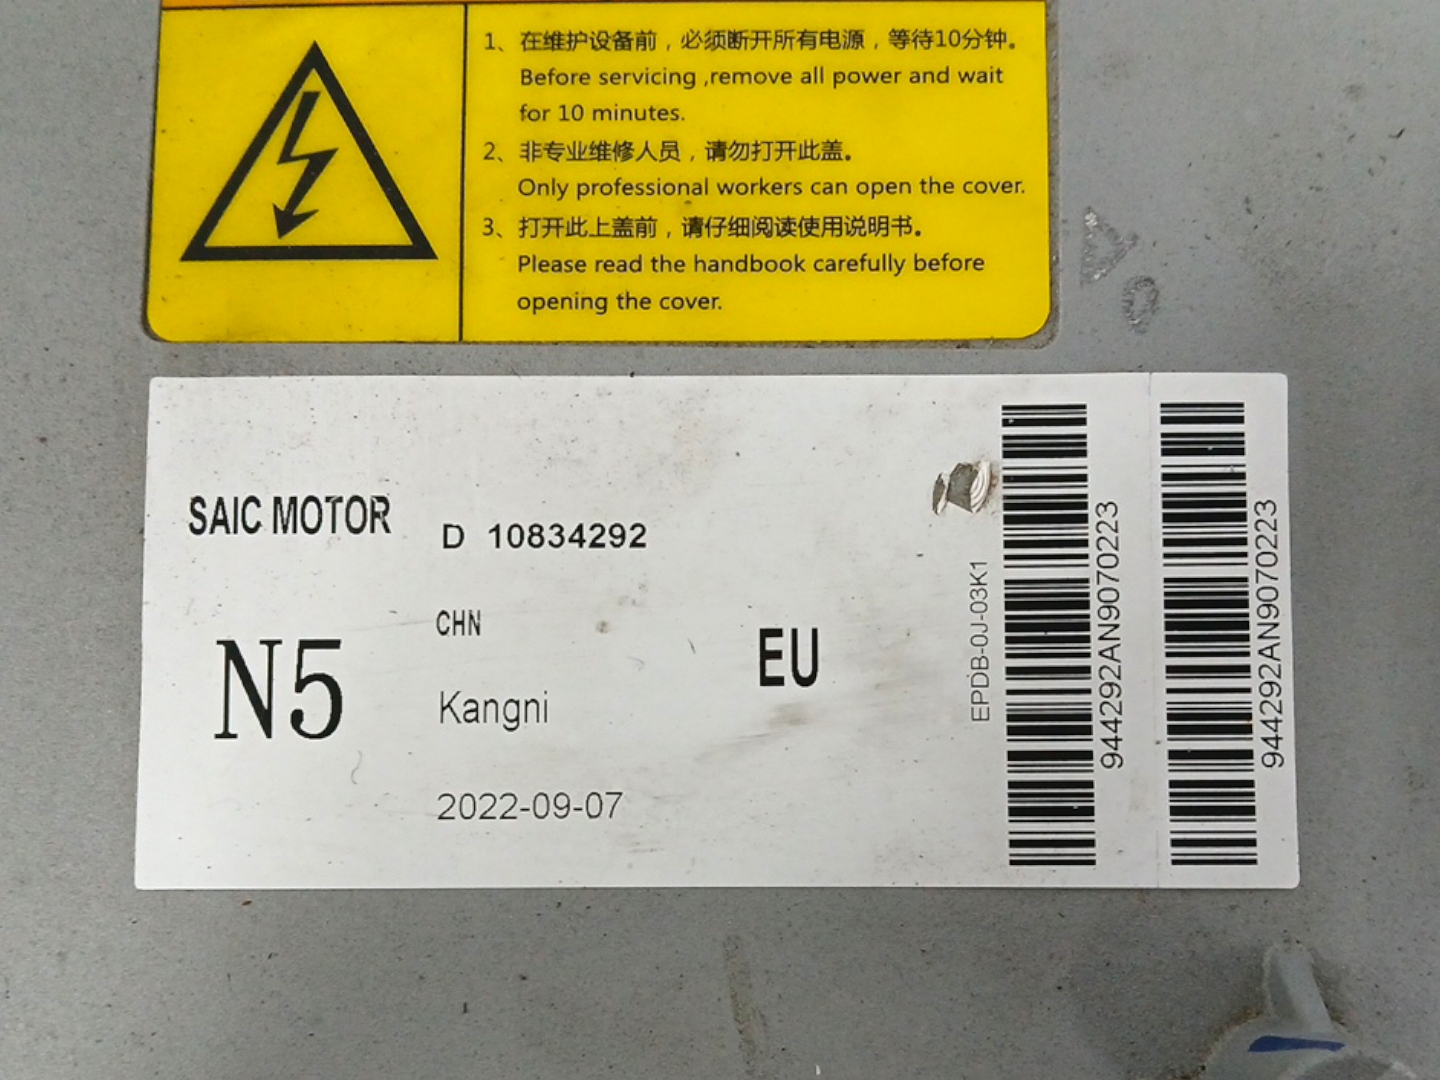 1、在维护设备前，必须断开所有电源，等待10分钟。
Before servicing ,remove all power and wait
for 10 minutes.
2、非专业维修人员，请勿打开此盖。
Only professional workers can open the cover.
3、打开此上盖前，请仔细阅读使用说明书。
Please read the handbook carefully before
opening the cover.
SAIC MOTOR
D 10834292
CHN
N5
EU
Kangni
2022-09-07
EPDB-0J-03K1
944292AN9070223
944292AN9070223